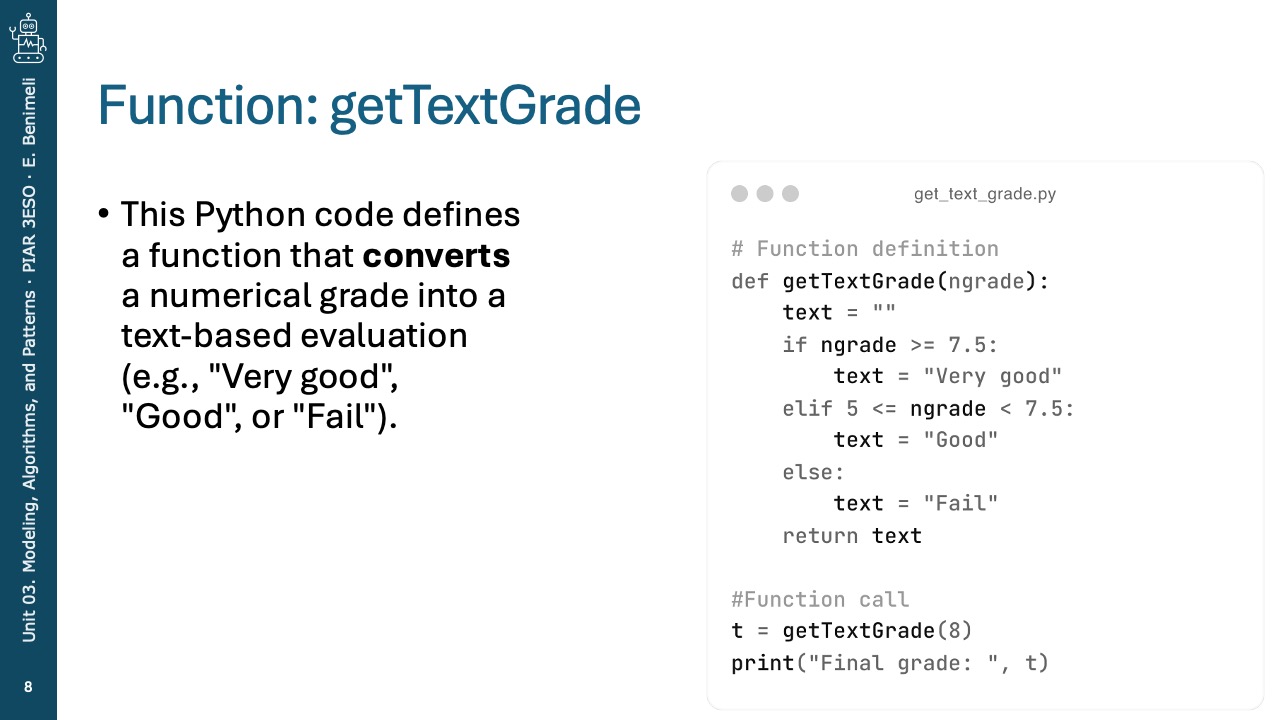 Unit 03. Modeling, Algorithms, and Patterns · PIAR 3ESO · E. Benimeli
8
Function: getTextGrade
• This Python code defines
a function that converts
a numerical grade into a
text-based evaluation
(e.g., "Very good",
"Good", or "Fail").
get_text_grade.py
# Function definition
def getTextGrade(ngrade):
    text = ""
    if ngrade >= 7.5:
        text = "Very good"
    elif 5 <= ngrade < 7.5:
        text = "Good"
    else:
        text = "Fail"
    return text
#Function call
t = getTextGrade(8)
print("Final grade: ", t)